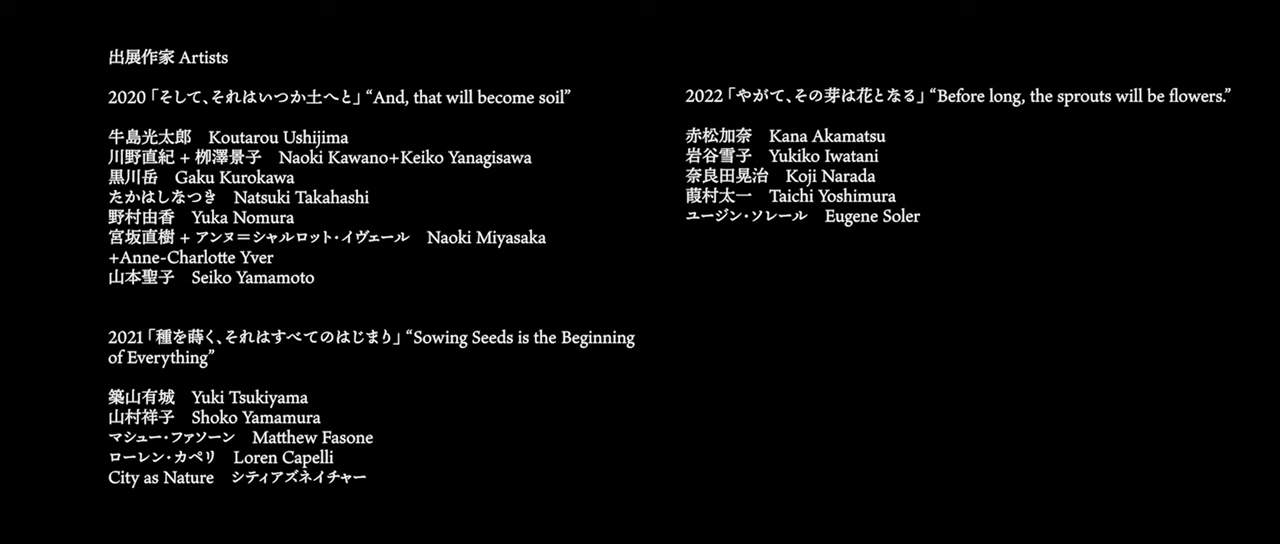 出展作家 Artists
2020「そして、それはいつか土へと」“And, that will become soil”
牛島光太郎　Koutarou Ushijima
川野直紀 + 栁澤景子　Naoki Kawano+Keiko Yanagisawa
黒川岳　Gaku Kurokawa
たかはしなつき　Natsuki Takahashi
野村由香　Yuka Nomura
宮坂直樹 + アンヌ＝シャルロット・イヴェール　Naoki Miyasaka
+Anne-Charlotte Yver
山本聖子　Seiko Yamamoto
2021「種を蒔く、それはすべてのはじまり」“Sowing Seeds is the Beginning
of Everything”
築山有城　Yuki Tsukiyama
山村祥子　Shoko Yamamura
マシュー・ファソーン　Matthew Fasone
ローレン・カペリ　Loren Capelli
City as Nature　シティアズネイチャー
2022「やがて、その芽は花となる」“Before long, the sprouts will be flowers.”
赤松加奈　Kana Akamatsu
岩谷雪子　Yukiko Iwatani
奈良田晃治　Koji Narada
葭村太一　Taichi Yoshimura
ユージン・ソレール　Eugene Soler